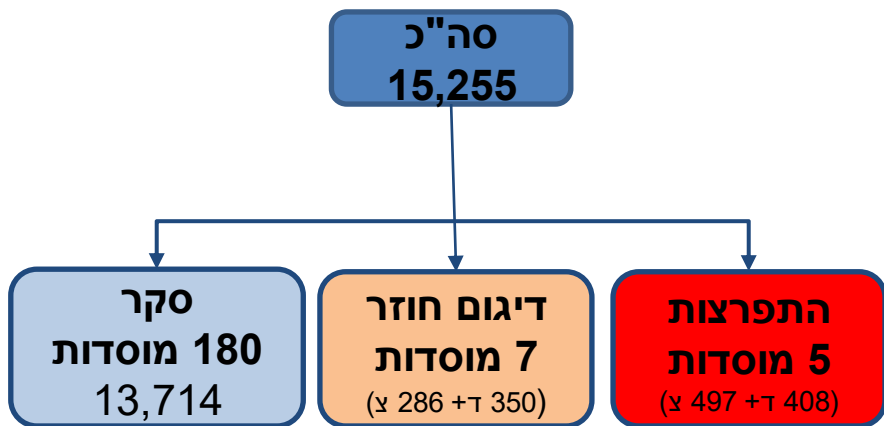 סה"כ
15,255
סקר
180 מוסדות
13,714
דיגום חוזר
7 מוסדות
(350 ד+ 286 צ)
התפרצות
5 מוסדות
(408 ד+ 497 צ)